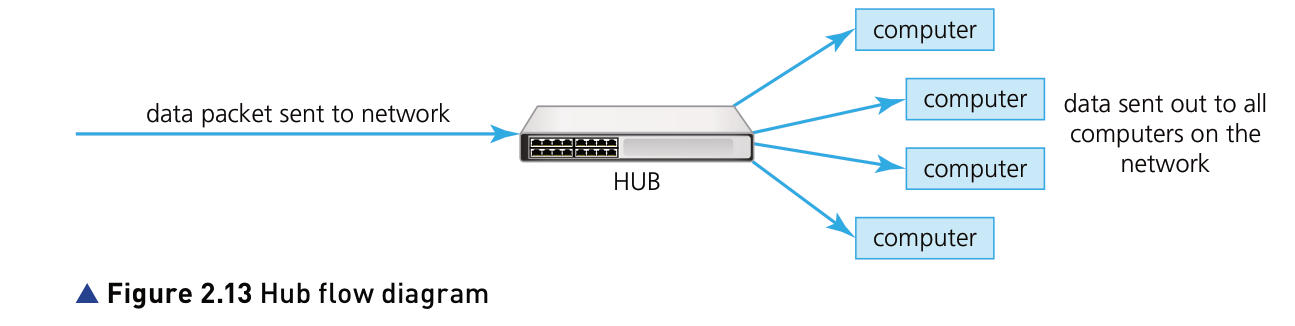 computer
data packet sent to network
computer
data sent out to all
computers on the
network
computer
HUB
computer
▲ Figure 2.13 Hub flow diagram